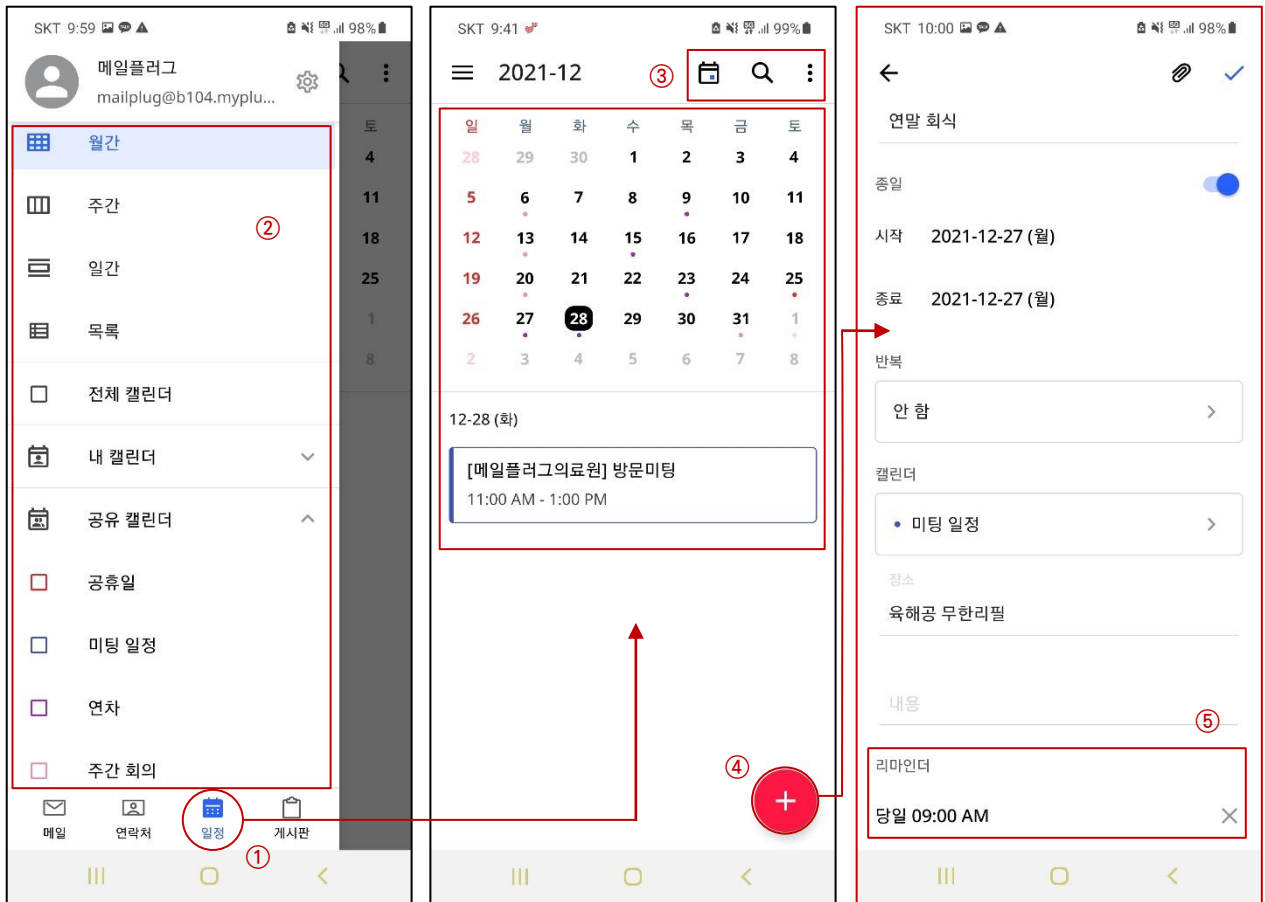 SKT 9:59 98%
메일플러그
mailplug@b104.myplu...
②
월간
주간
일간
목록
전체 캘린더
내 캘린더
공유 캘린더
공휴일
미팅 일정
연차
주간 회의
토
4
11
18
25
1
8
메일 연락처 일정 게시판
①
SKT 9:41 99%
2021-12
③
일 월 화 수 목 금 토
28 29 30 1 2 3 4
5 6 7 8 9 10 11
12 13 14 15 16 17 18
19 20 21 22 23 24 25
26 27 28 29 30 31 1
2 3 4 5 6 7 8
12-28 (화)
[메일플러그의료원] 방문미팅
11:00 AM - 1:00 PM
④
+
SKT 10:00 98%
연말 회식
종일
시작 2021-12-27 (월)
종료 2021-12-27 (월)
반복
안 함
캘린더
미팅 일정
장소
육해공 무한리필
내용
⑤
리마인더
당일 09:00 AM